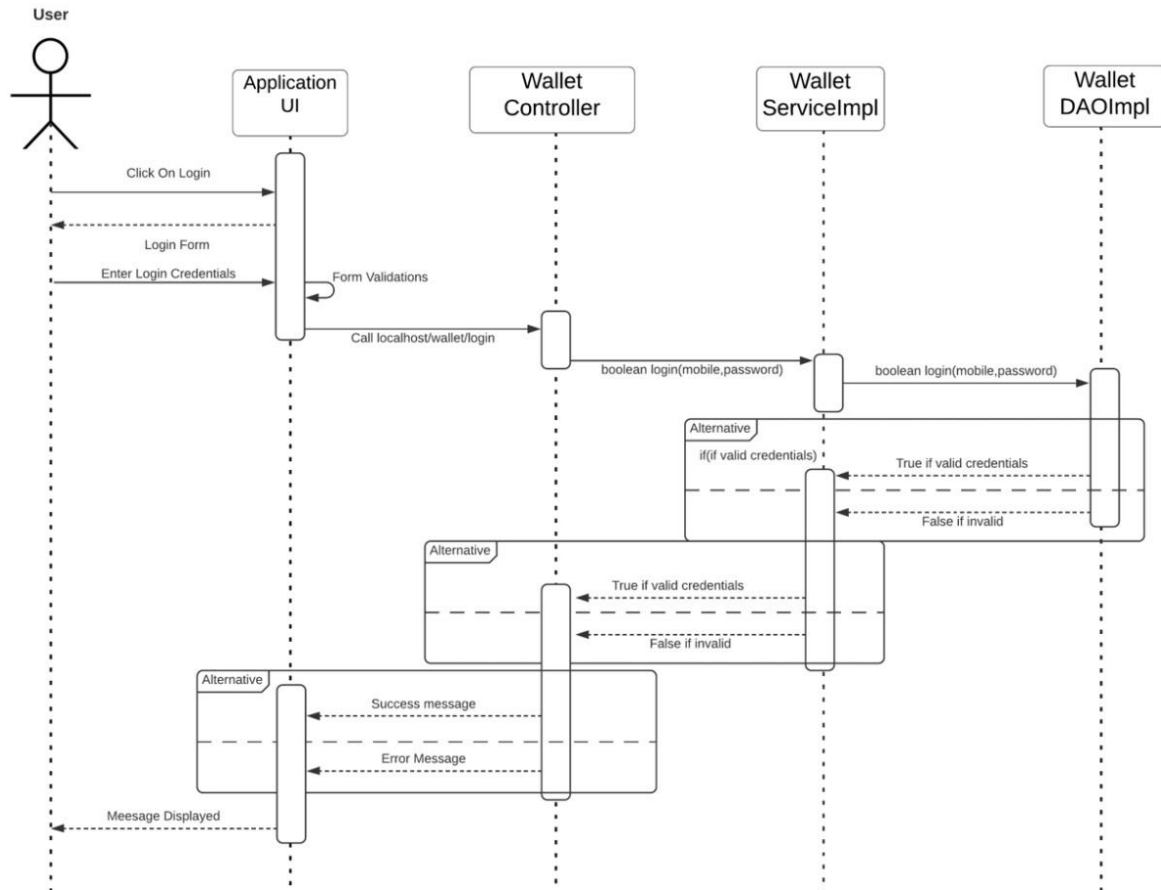 User
Application
UI
Wallet
Controller
Wallet
ServiceImpl
Wallet
DAOImpl
Click On Login
Login Form
Enter Login Credentials
Form Validations
Call localhost/wallet/login
boolean login(mobile,password)
boolean login(mobile,password)
Alternative
if(if valid credentials)
True if valid credentials
False if invalid
Alternative
True if valid credentials
False if invalid
Alternative
Success message
Error Message
Meesage Displayed